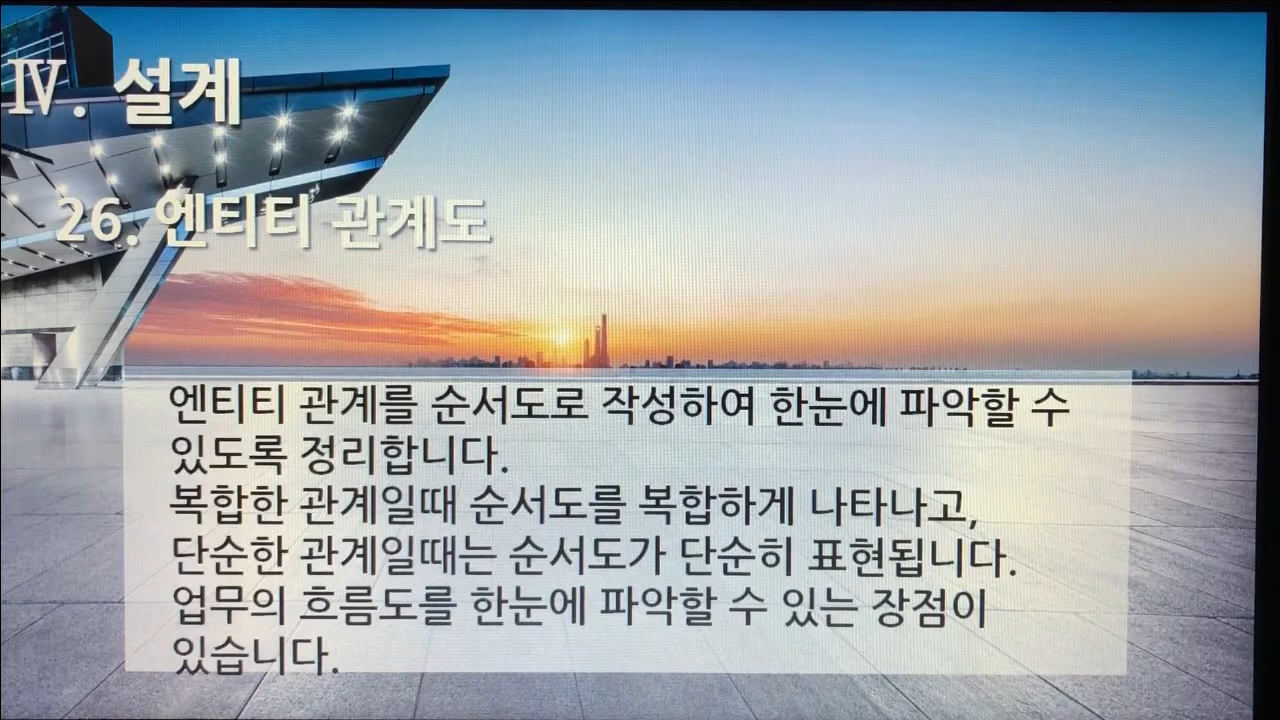 Ⅳ. 설계
26. 엔티티 관계도
엔티티 관계를 순서도로 작성하여 한눈에 파악할 수
있도록 정리합니다.
복합한 관계일때 순서도를 복합하게 나타나고,
단순한 관계일때는 순서도가 단순히 표현됩니다.
업무의 흐름도를 한눈에 파악할 수 있는 장점이
있습니다.